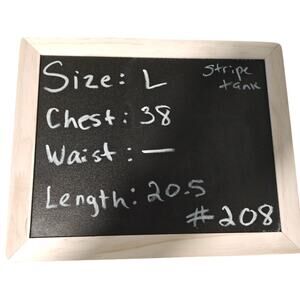 Size: L
stripe
tank
Chest: 38
Waist: —
Length: 20.5
#208